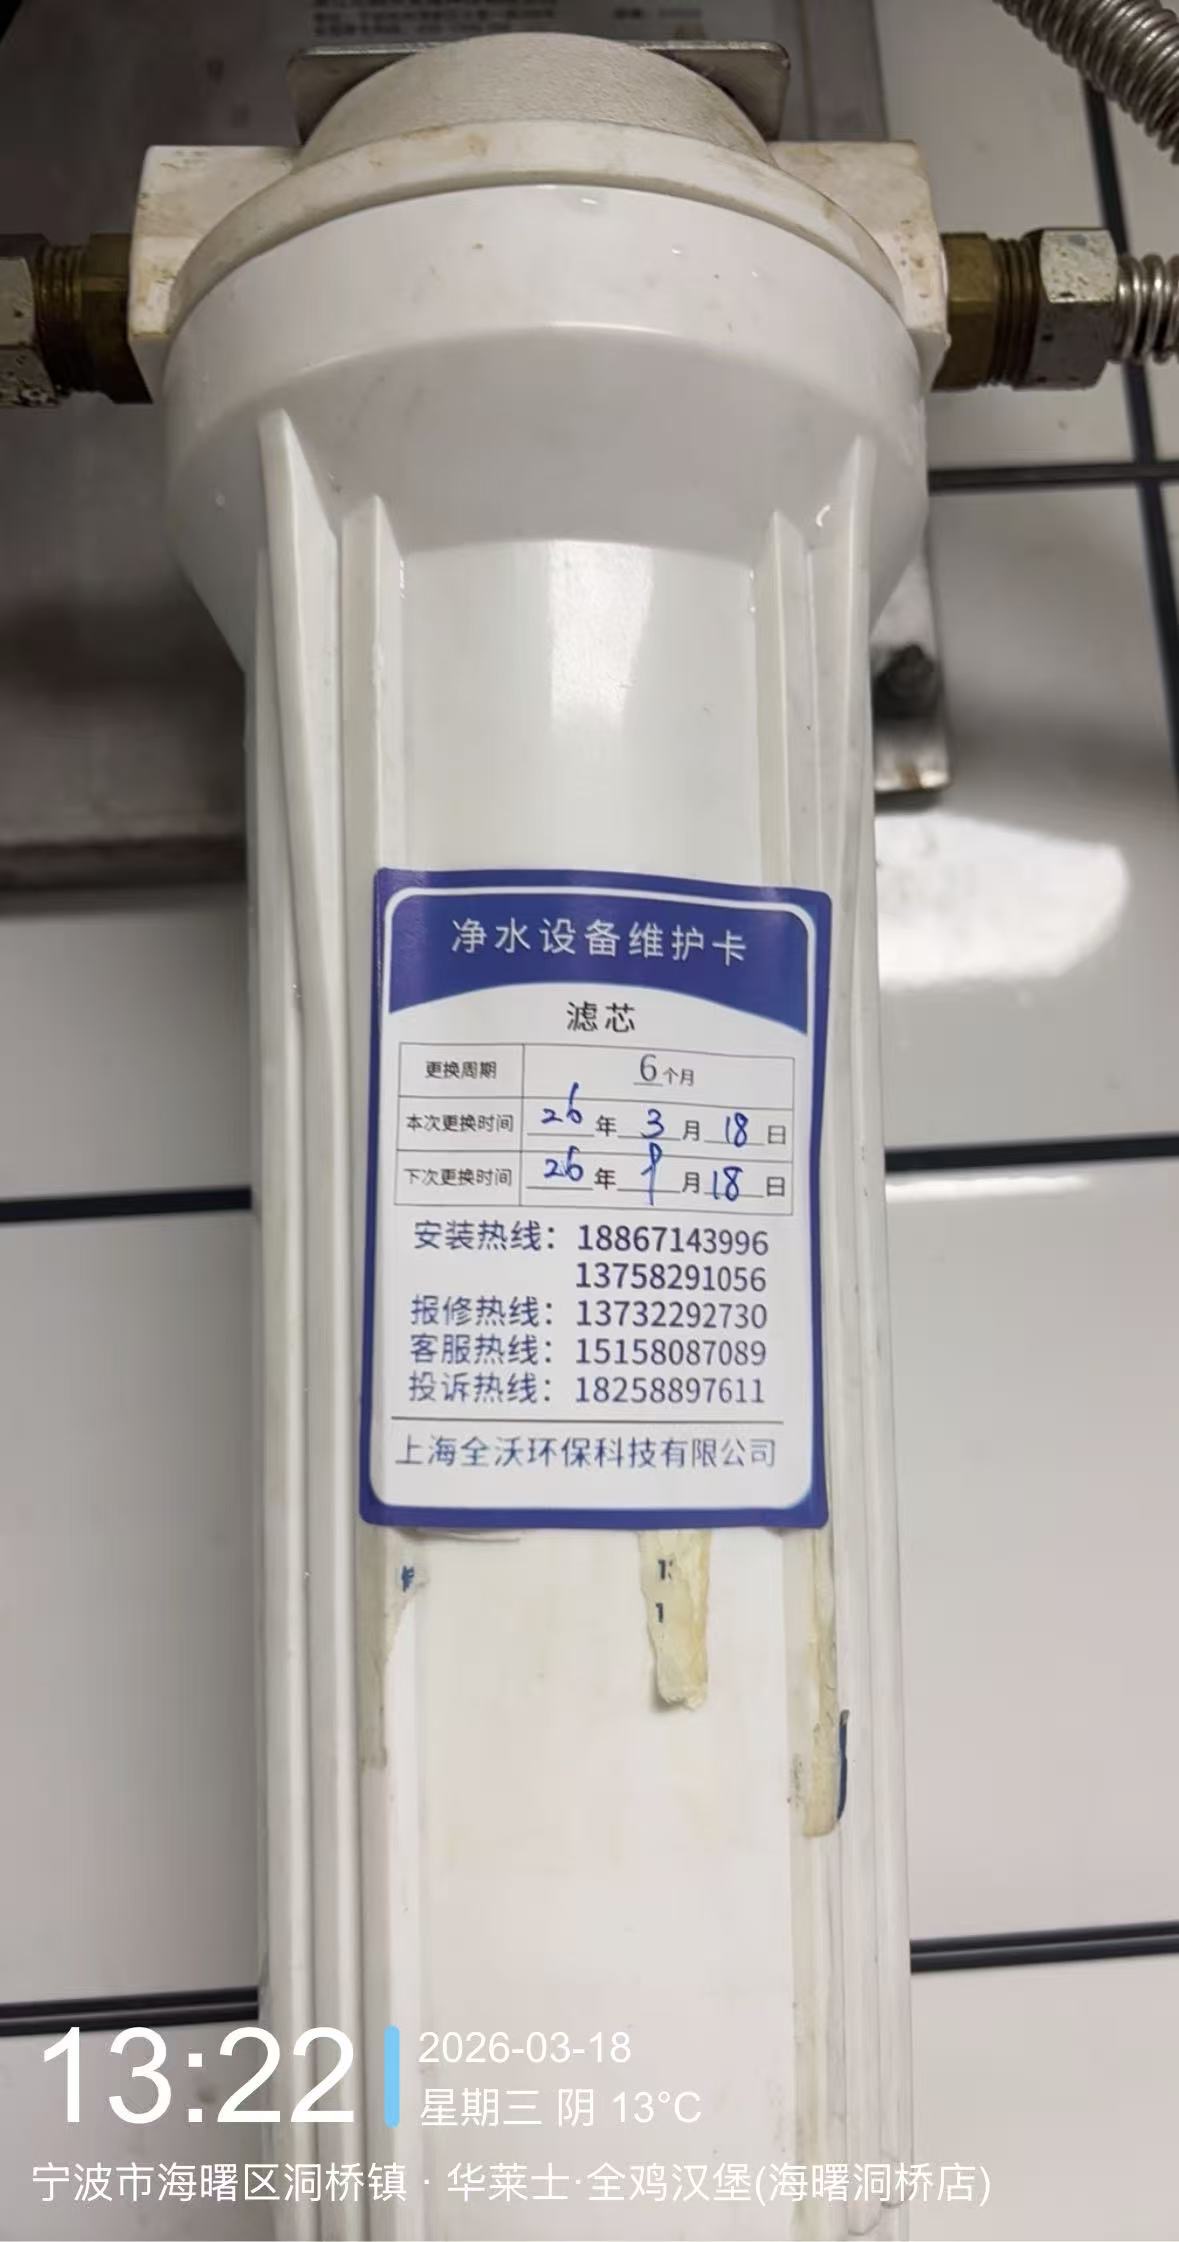 净水设备维护卡
滤芯
更换周期 6个月
本次更换时间 26年3月18日
下次更换时间 26年9月18日
安装热线：18867143996
13758291056
报修热线：13732292730
客服热线：15158087089
投诉热线：18258897611
上海全沃环保科技有限公司
13:22
2026-03-18
星期三 阴 13°C
宁波市海曙区洞桥镇·华莱士·全鸡汉堡(海曙洞桥店)